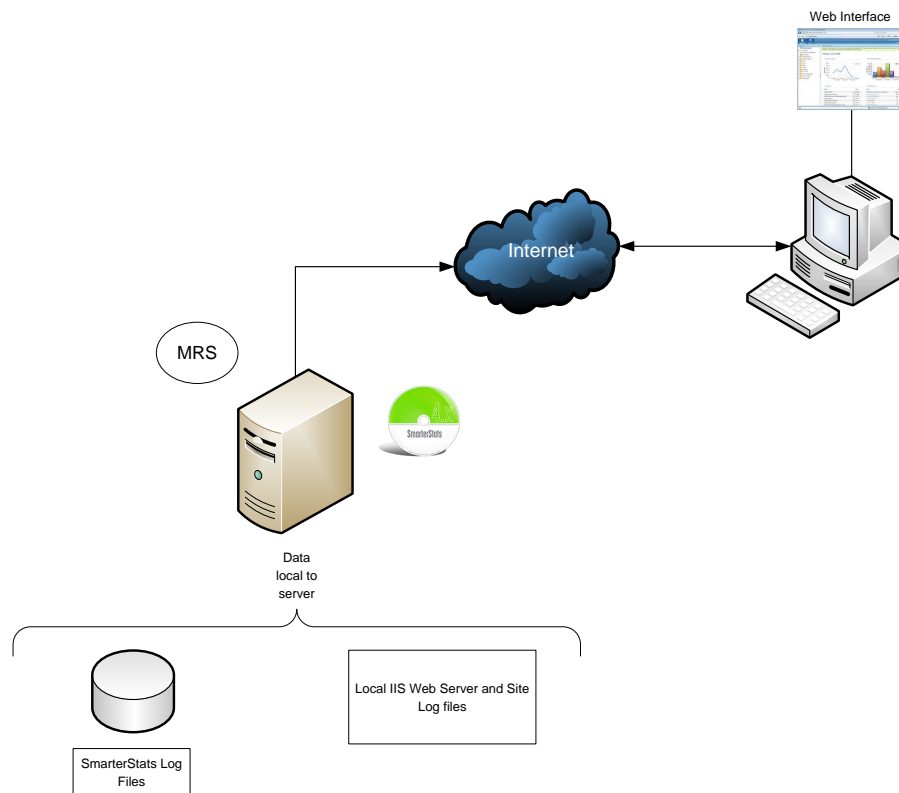 Web Interface
Internet
MRS
4.x
SmarterStats
Data
local to
server
Local IIS Web Server and Site
Log files
SmarterStats Log
Files